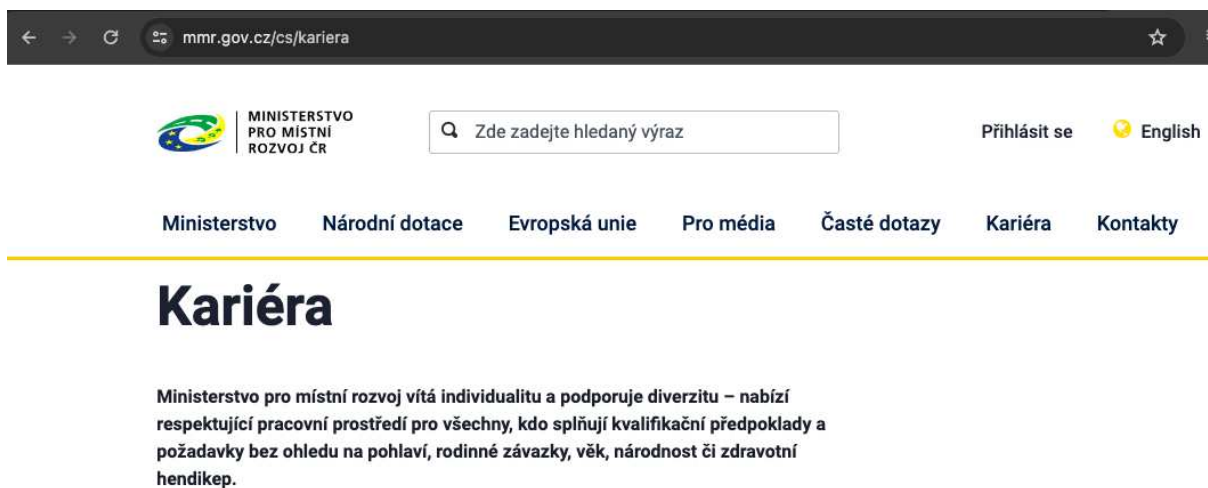 mmr.gov.cz/cs/kariera
MINISTERSTVO
PRO MÍSTNÍ
ROZVOJ ČR
Zde zadejte hledaný výraz
Přihlásit se
English
Ministerstvo Národní dotace Evropská unie Pro média Časté dotazy Kariéra Kontakty
Kariéra
Ministerstvo pro místní rozvoj vítá individualitu a podporuje diverzitu – nabízí
respektující pracovní prostředí pro všechny, kdo splňují kvalifikační předpoklady a
požadavky bez ohledu na pohlaví, rodinné závazky, věk, národnost či zdravotní
hendikep.